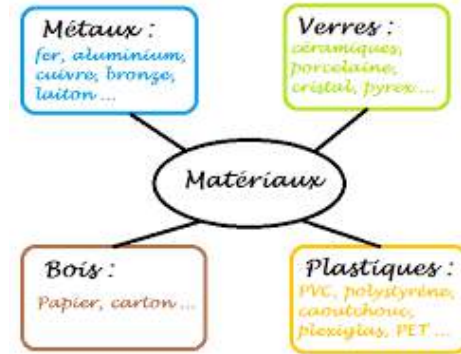 Métaux :
fer, aluminium,
cuivre, bronze,
laiton ...
Verres :
céramiques,
porcelaine,
cristal, pyrex ...
Matériaux
Bois :
Papier, carton ...
Plastiques :
PVC, polystyrène,
caoutchouc,
plexiglas, PET ...